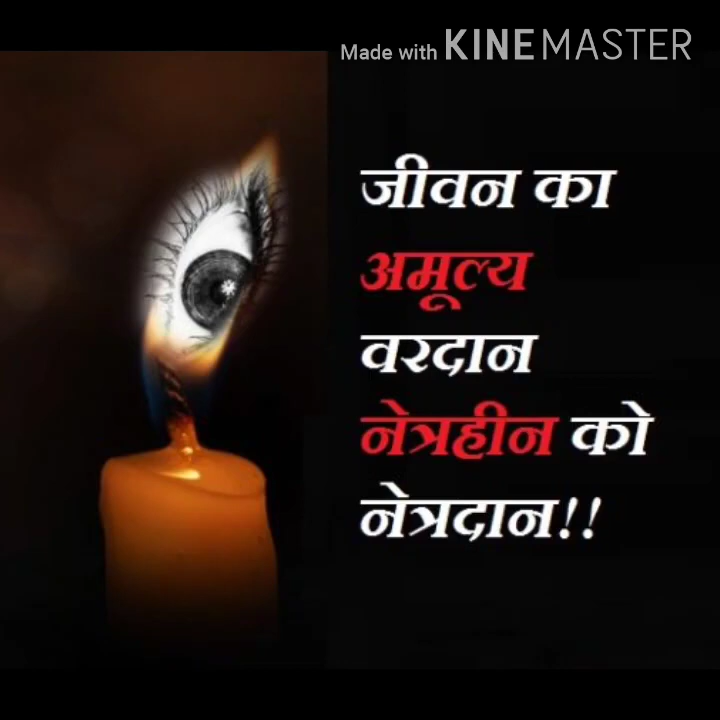 Made with KINEMASTER
जीवन का
अमूल्य
वरदान
नेत्रहीन को
नेत्रदान!!